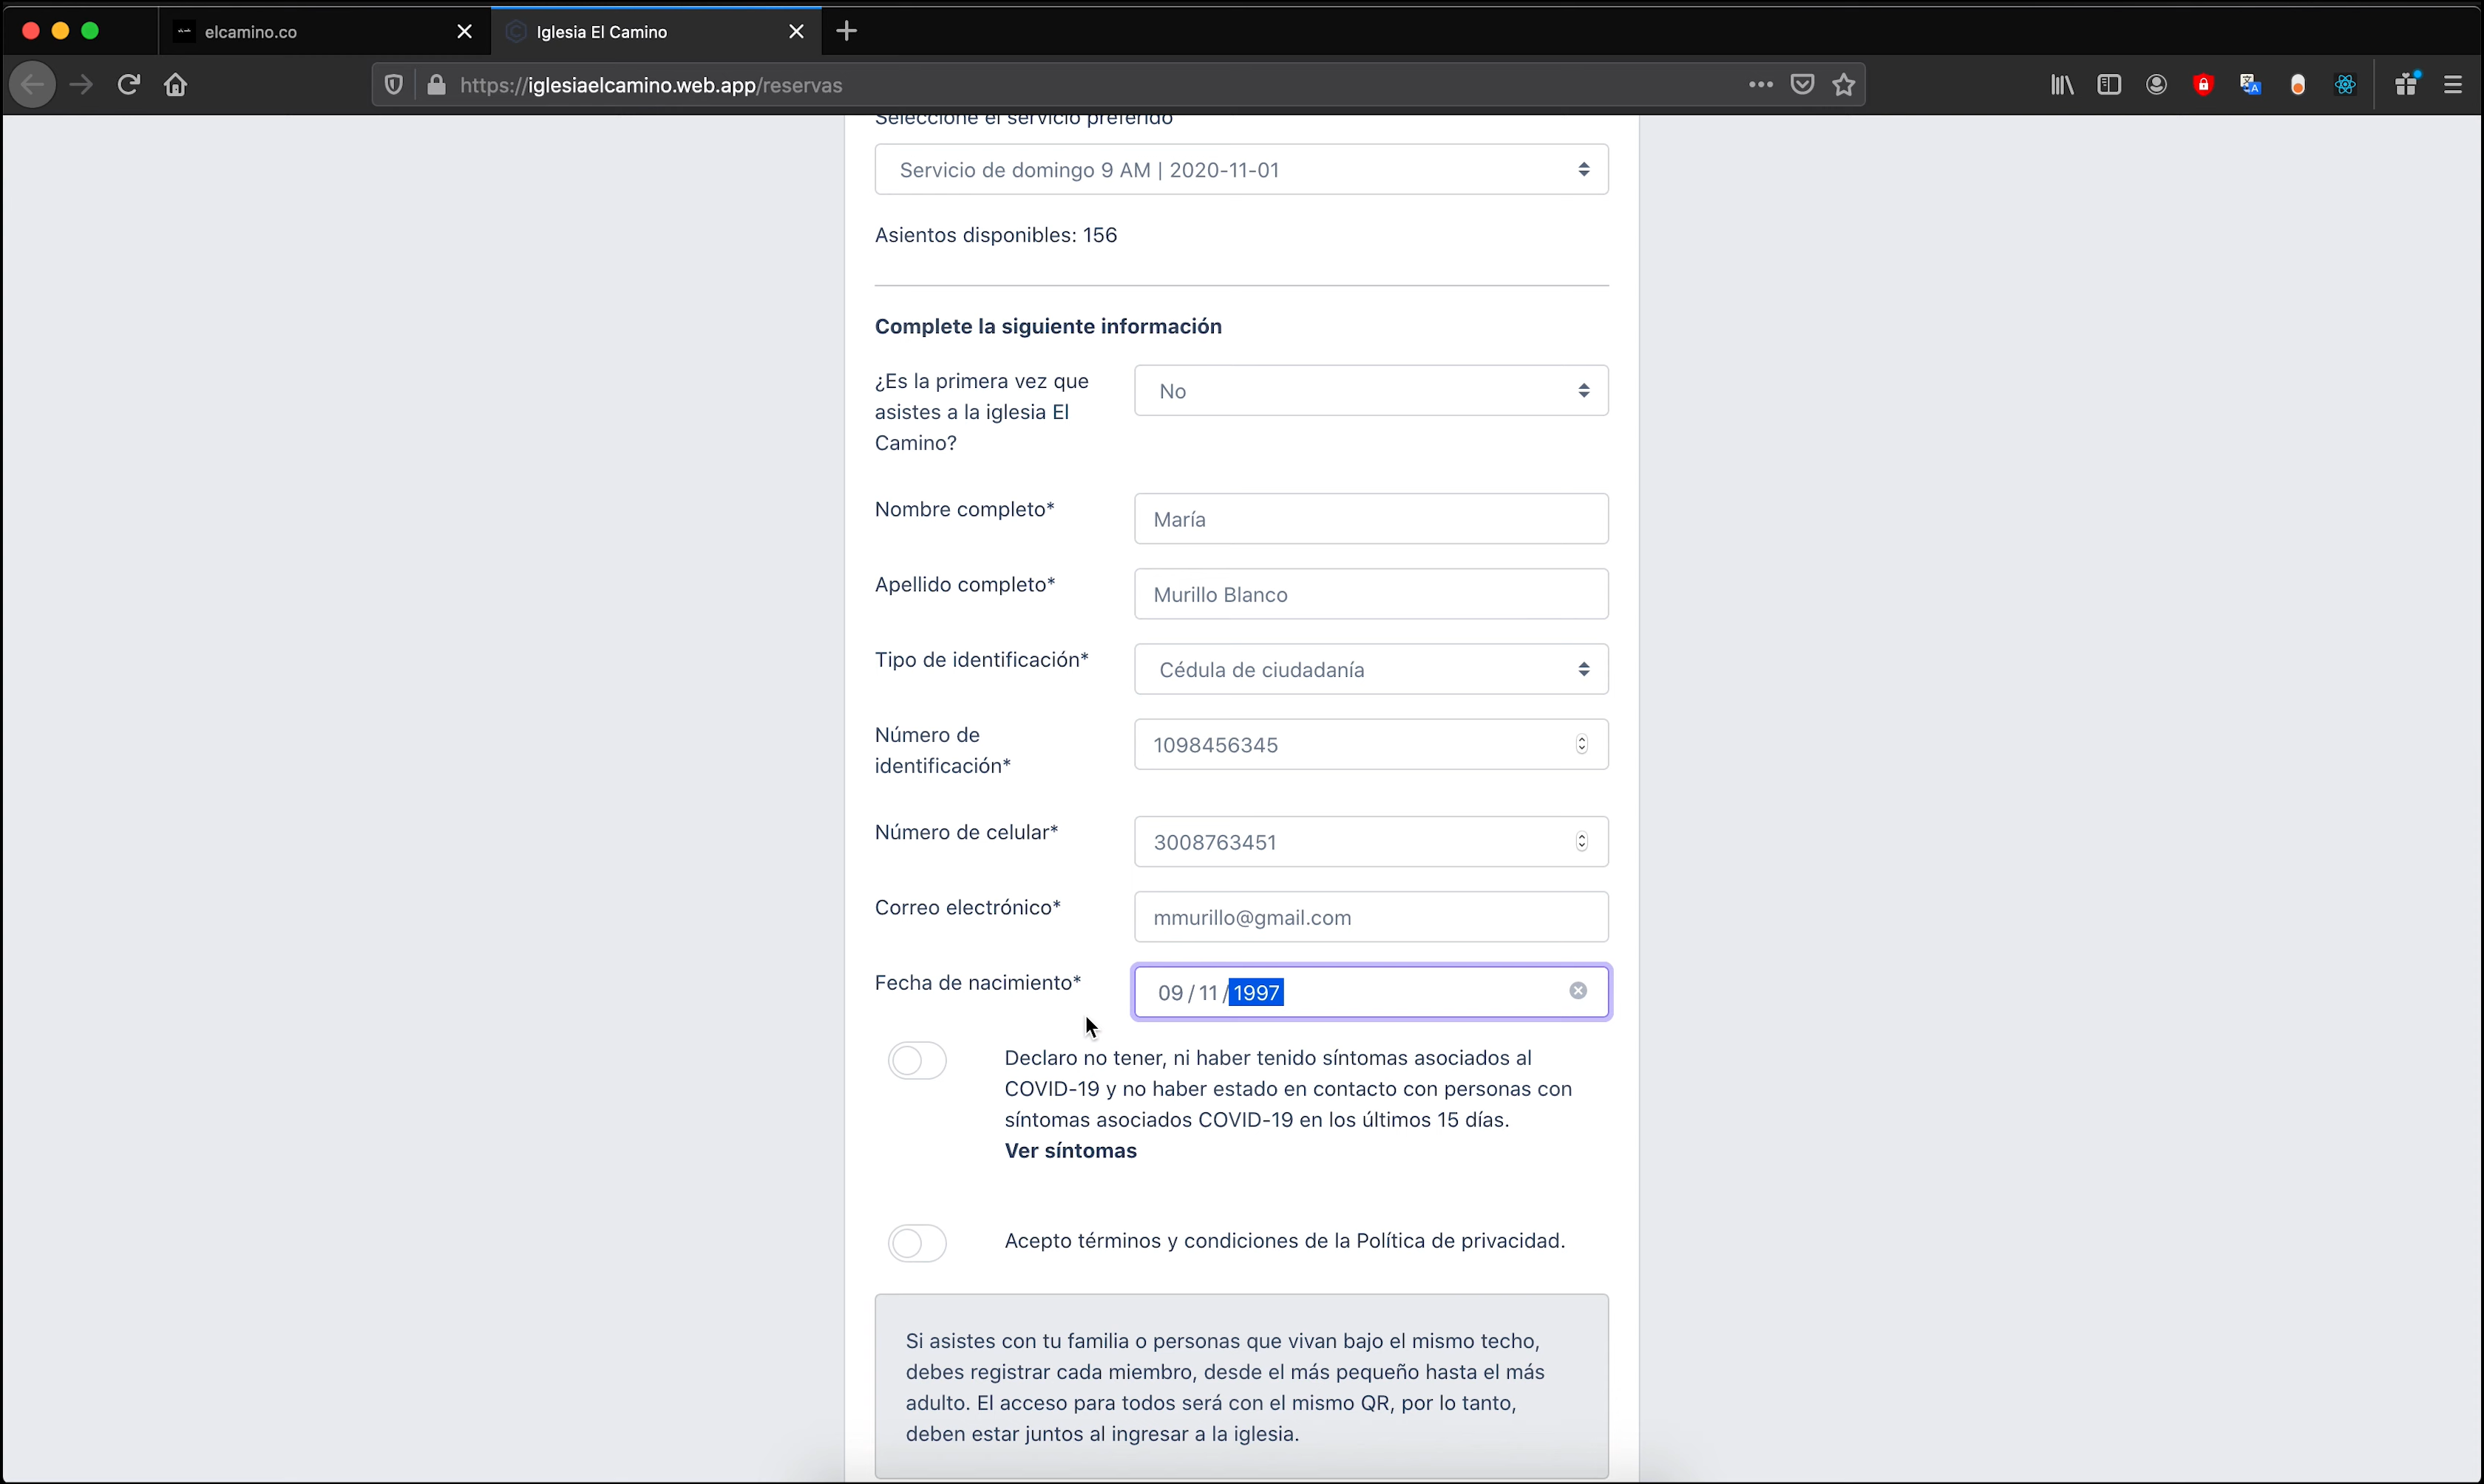 elcamino.co
Iglesia El Camino
https://iglesiaelcamino.web.app/reservas
Seleccione el servicio preferido
Servicio de domingo 9 AM | 2020-11-01
Asientos disponibles: 156
Complete la siguiente información
¿Es la primera vez que
asistes a la iglesia El
Camino?
No
Nombre completo*
María
Apellido completo*
Murillo Blanco
Tipo de identificación*
Cédula de ciudadanía
Número de
identificación*
1098456345
Número de celular*
3008763451
Correo electrónico*
mmurillo@gmail.com
Fecha de nacimiento*
09 / 11 / 1997
Declaro no tener, ni haber tenido síntomas asociados al
COVID-19 y no haber estado en contacto con personas con
síntomas asociados COVID-19 en los últimos 15 días.
Ver síntomas
Acepto términos y condiciones de la Política de privacidad.
Si asistes con tu familia o personas que vivan bajo el mismo techo,
debes registrar cada miembro, desde el más pequeño hasta el más
adulto. El acceso para todos será con el mismo QR, por lo tanto,
deben estar juntos al ingresar a la iglesia.